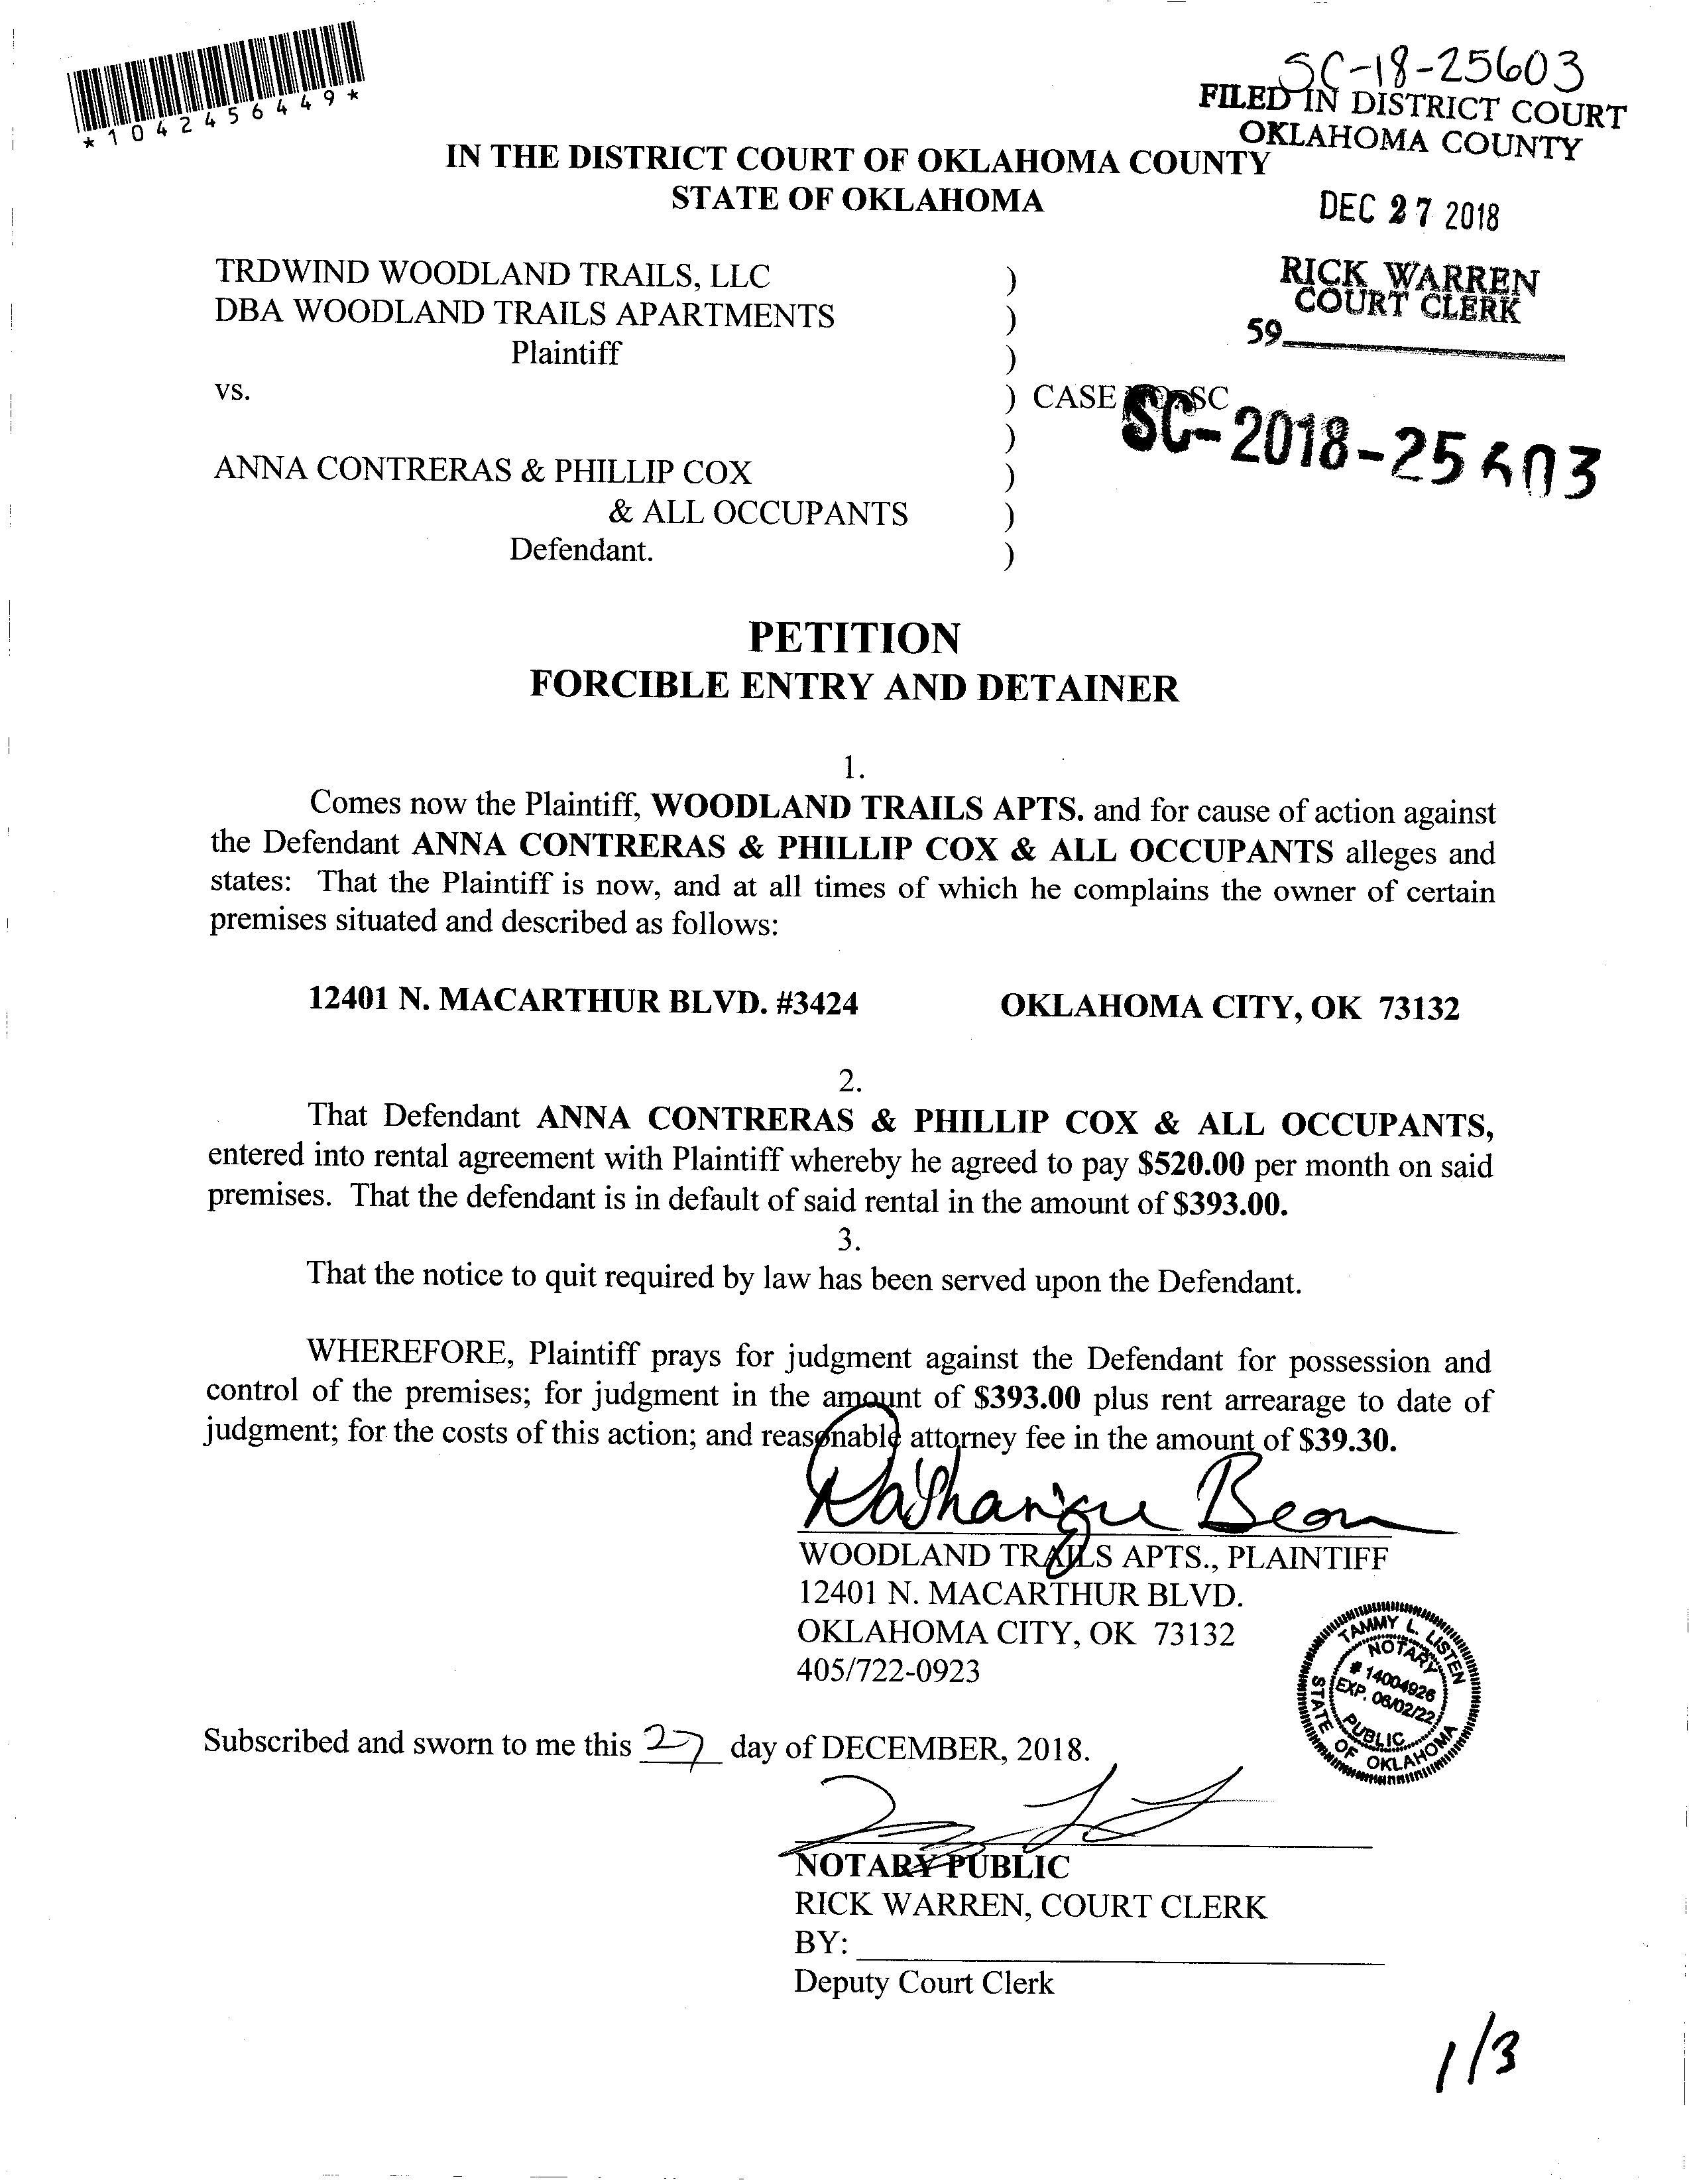 *1042456449*
SC-18-25603
FILED IN DISTRICT COURT
OKLAHOMA COUNTY
IN THE DISTRICT COURT OF OKLAHOMA COUNTY
STATE OF OKLAHOMA
DEC 27 2018
RICK WARREN
COURT CLERK
59
TRDWIND WOODLAND TRAILS, LLC )
DBA WOODLAND TRAILS APARTMENTS )
Plaintiff )
vs. ) CASE NO. SC
SC-2018-25603
)
ANNA CONTRERAS & PHILLIP COX )
& ALL OCCUPANTS )
Defendant. )
PETITION
FORCIBLE ENTRY AND DETAINER
1.
Comes now the Plaintiff, WOODLAND TRAILS APTS. and for cause of action against
the Defendant ANNA CONTRERAS & PHILLIP COX & ALL OCCUPANTS alleges and
states: That the Plaintiff is now, and at all times of which he complains the owner of certain
premises situated and described as follows:
12401 N. MACARTHUR BLVD. #3424 OKLAHOMA CITY, OK 73132
2.
That Defendant ANNA CONTRERAS & PHILLIP COX & ALL OCCUPANTS,
entered into rental agreement with Plaintiff whereby he agreed to pay $520.00 per month on said
premises. That the defendant is in default of said rental in the amount of $393.00.
3.
That the notice to quit required by law has been served upon the Defendant.
WHEREFORE, Plaintiff prays for judgment against the Defendant for possession and
control of the premises; for judgment in the amount of $393.00 plus rent arrearage to date of
judgment; for the costs of this action; and reasonable attorney fee in the amount of $39.30.
WOODLAND TRAILS APTS., PLAINTIFF
12401 N. MACARTHUR BLVD.
OKLAHOMA CITY, OK 73132
405/722-0923
TAMMY L. LISTEN
NOTARY
# 14004926
EXP. 06/02/22
PUBLIC
STATE OF OKLAHOMA
Subscribed and sworn to me this 27 day of DECEMBER, 2018.
NOTARY PUBLIC
RICK WARREN, COURT CLERK
BY:
Deputy Court Clerk
1/3